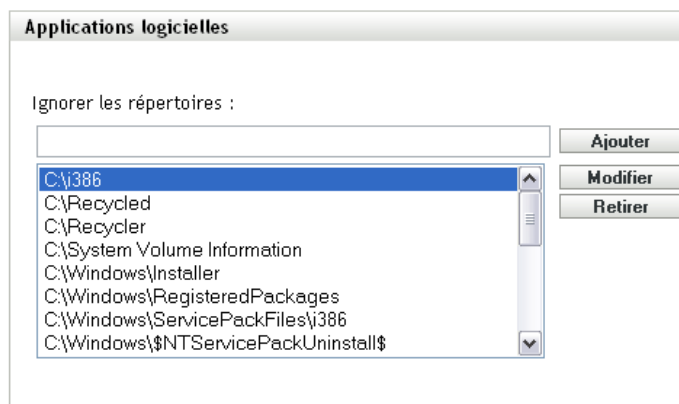 Applications logicielles
Ignorer les répertoires :
Ajouter
C:\i386
Modifier
C:\Recycled
Retirer
C:\Recycler
C:\System Volume Information
C:\Windows\Installer
C:\Windows\RegisteredPackages
C:\Windows\ServicePackFiles\i386
C:\Windows\$NTServicePackUninstall$